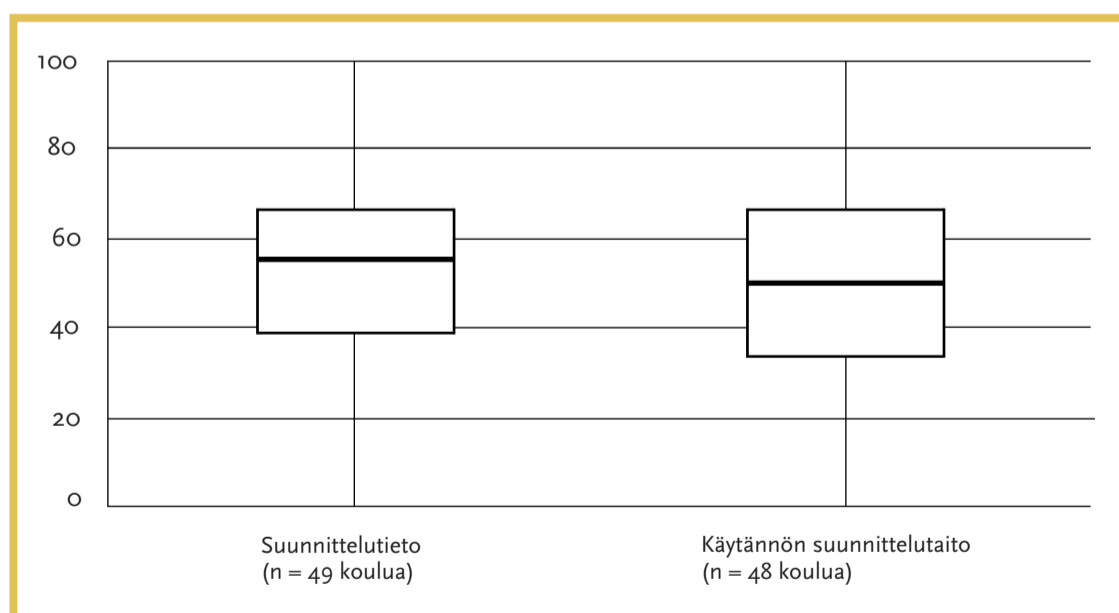 100
80
60
40
20
0
Suunnittelutieto
(n = 49 koulua)
Käytännön suunnittelutaito
(n = 48 koulua)